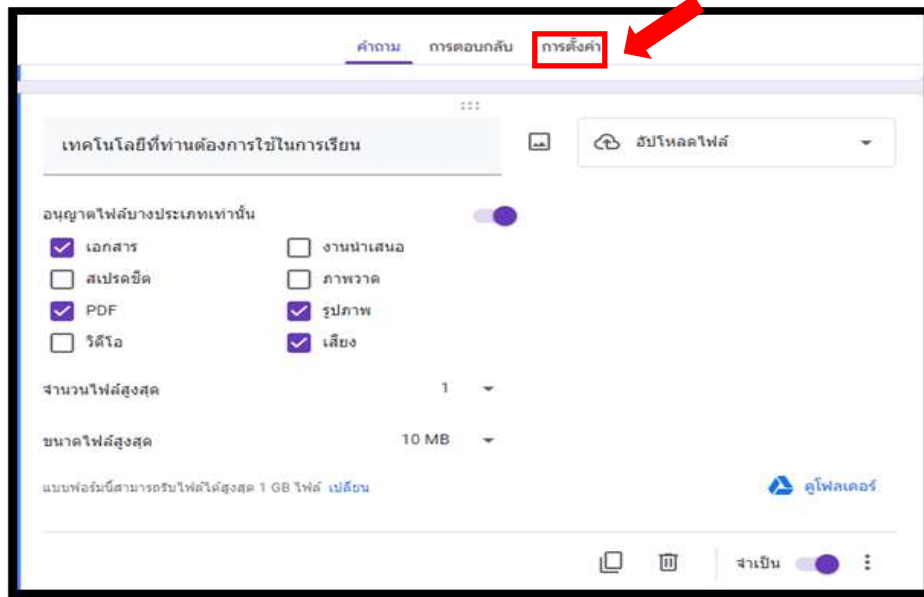 คำถาม การตอบกลับ การตั้งค่า
เทคโนโลยีที่ท่านต้องการใช้ในการเรียน อัปโหลดไฟล์
อนุญาตไฟล์บางประเภทเท่านั้น
เอกสาร งานนำเสนอ
สเปรดชีต ภาพวาด
PDF รูปภาพ
วิดีโอ เสียง
จำนวนไฟล์สูงสุด 1
ขนาดไฟล์สูงสุด 10 MB
แบบฟอร์มนี้สามารถรับไฟล์ได้สูงสุด 1 GB ไฟล์ เปลี่ยน ดูโฟลเดอร์
จำเป็น